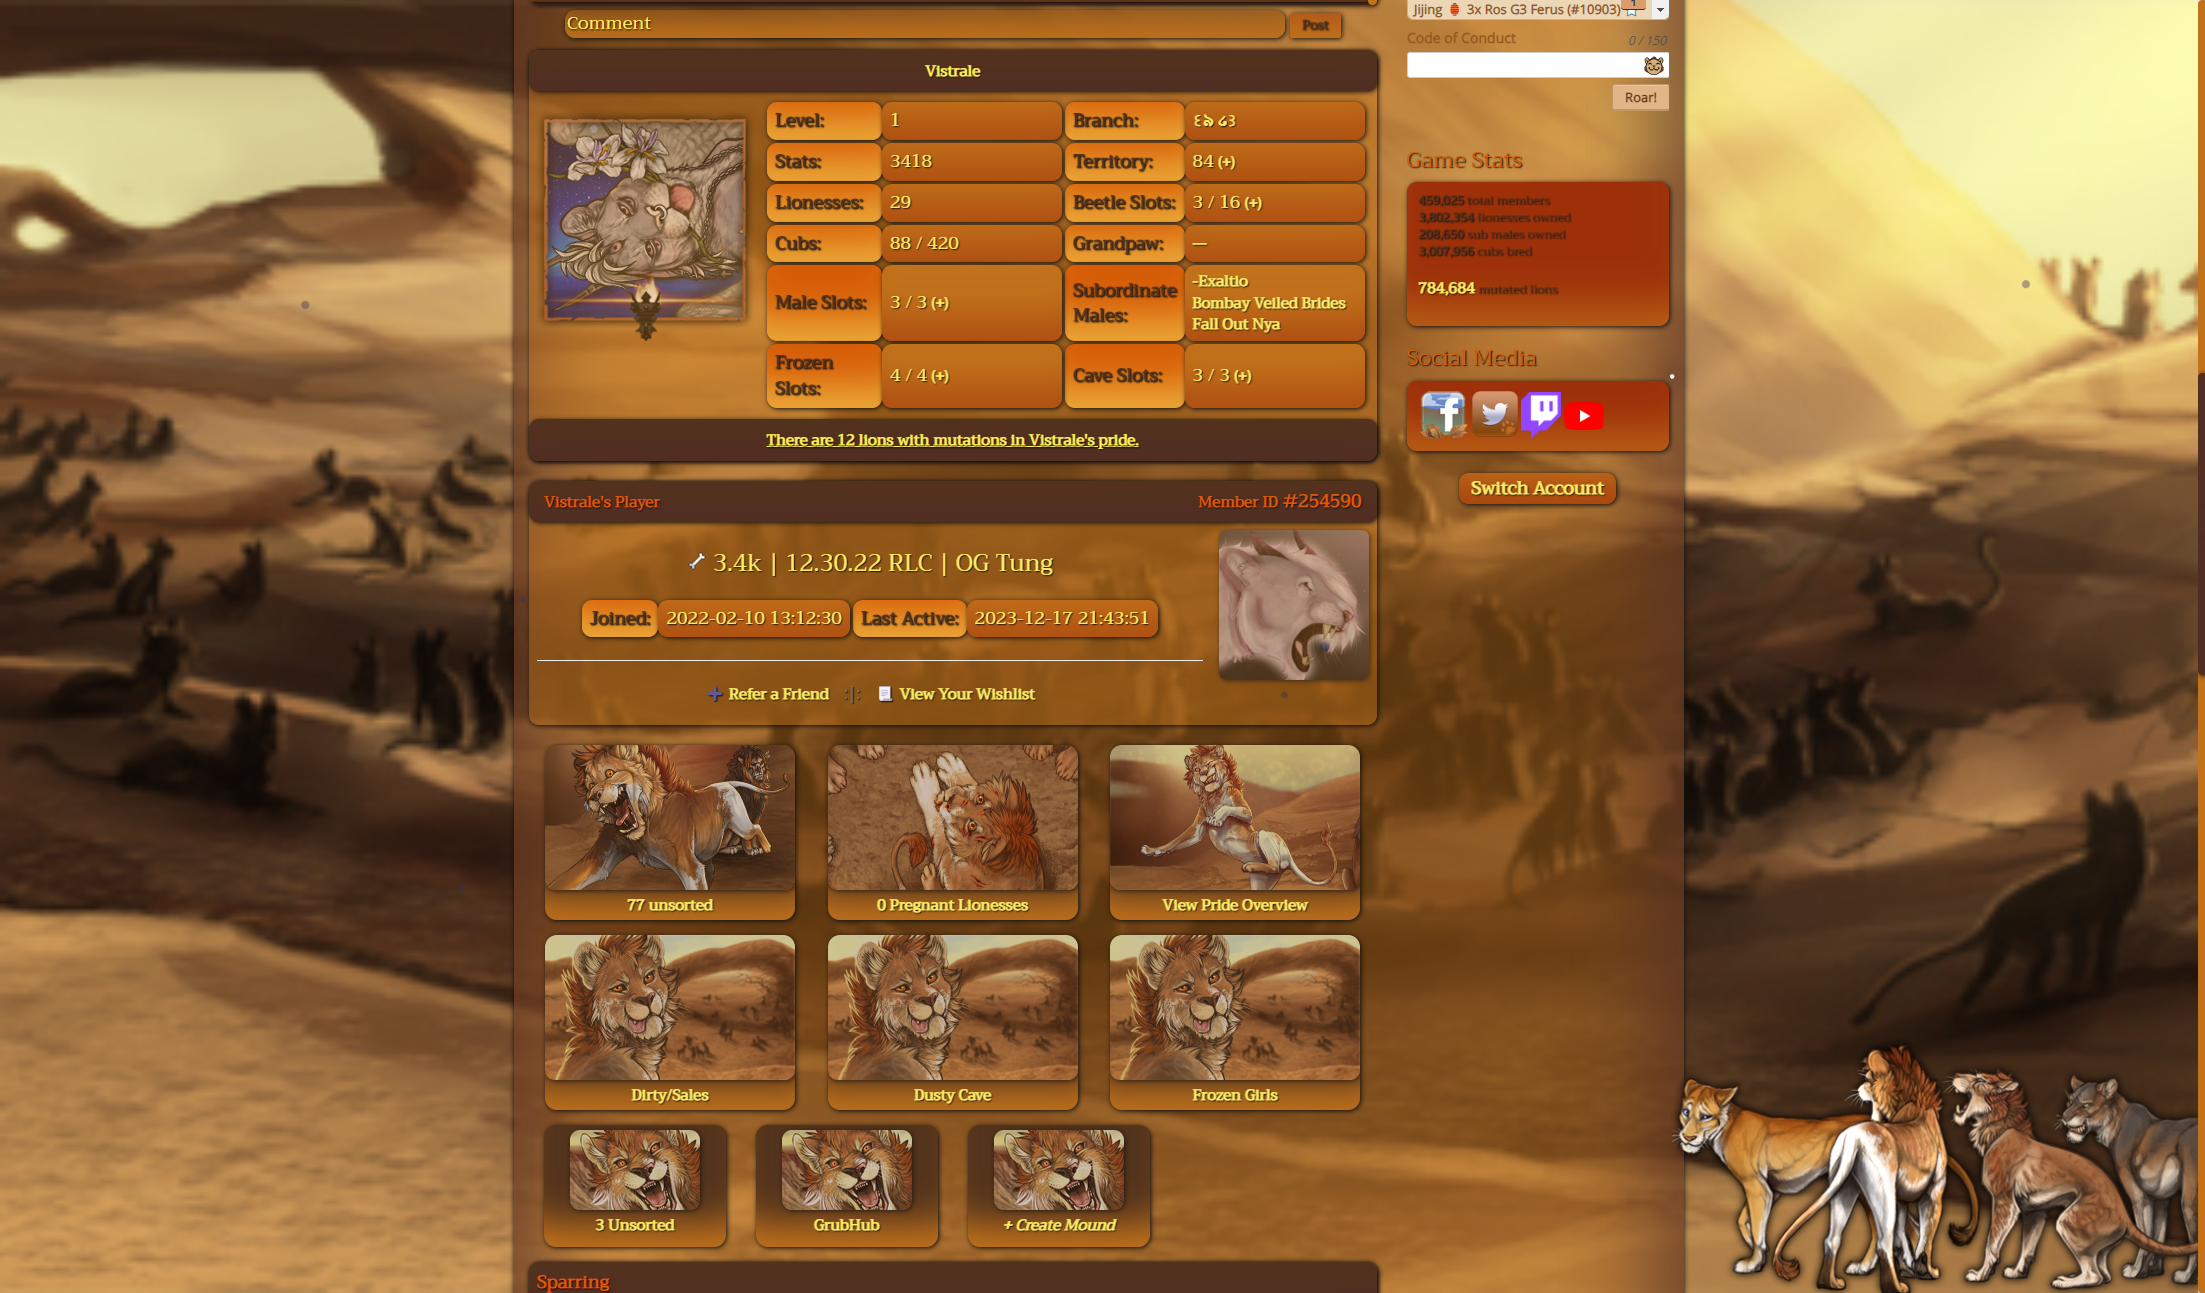 Comment
Post
Vistrale
Level: 1
Branch:
Stats: 3418
Territory: 84 (+)
Lionesses: 29
Beetle Slots: 3 / 16 (+)
Cubs: 88 / 420
Grandpaw: —
Male Slots: 3 / 3 (+)
Subordinate Males:
-Exaltio
Bombay Veiled Brides
Fall Out Nya
Frozen Slots: 4 / 4 (+)
Cave Slots: 3 / 3 (+)
There are 12 lions with mutations in Vistrale's pride.
Vistrale's Player
Member ID #254590
3.4k | 12.30.22 RLC | OG Tung
Joined: 2022-02-10 13:12:30 Last Active: 2023-12-17 21:43:51
Refer a Friend :|: View Your Wishlist
77 unsorted
0 Pregnant Lionesses
View Pride Overview
Dirty/Sales
Dusty Cave
Frozen Girls
3 Unsorted
GrubHub
+ Create Mound
Sparring
Jijing 3x Ros G3 Ferus (#10903)
1
Code of Conduct
0 / 150
Roar!
Game Stats
459,025 total members
3,802,354 lionesses owned
208,650 sub males owned
3,007,956 cubs bred
784,684 mutated lions
Social Media
Switch Account